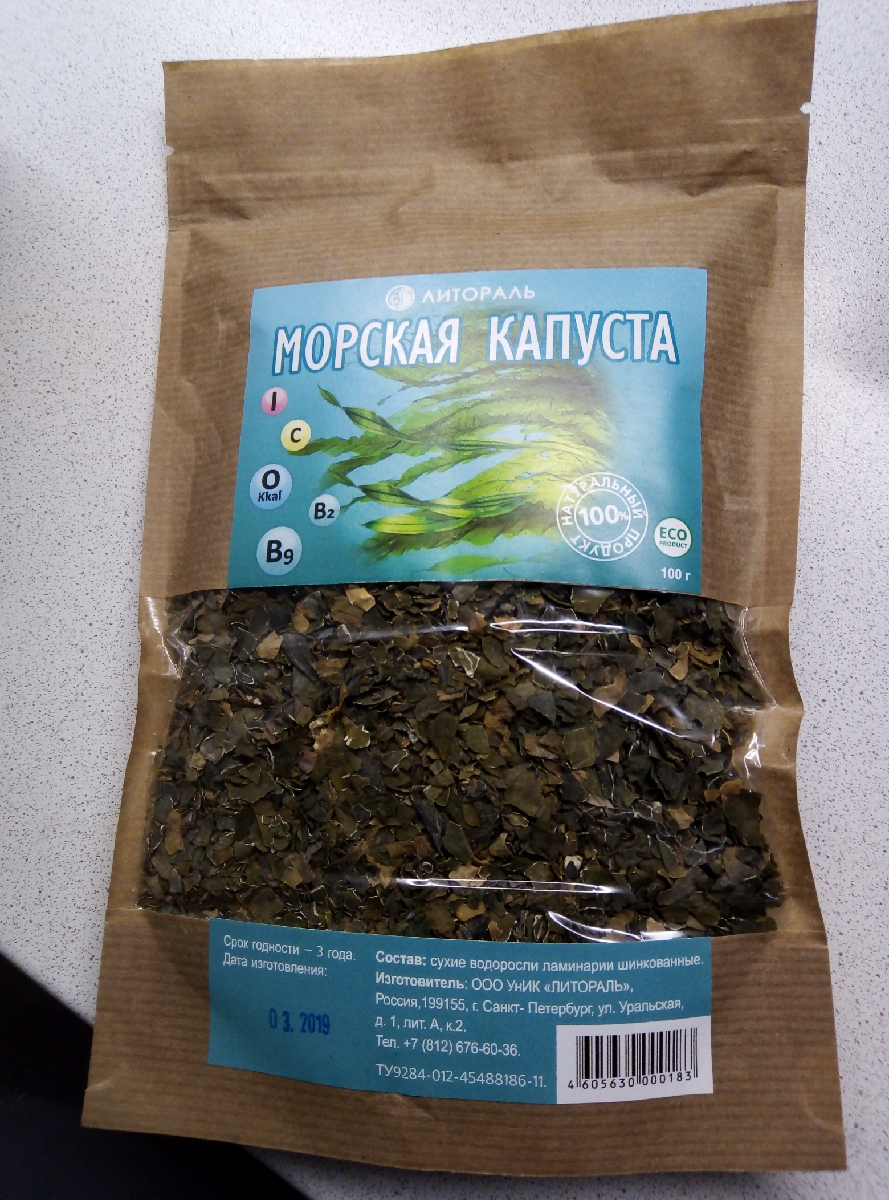 ЛИТОРАЛЬ
МОРСКАЯ КАПУСТА
I
C
0
Kkal
B2
B9
НАТУРАЛЬНЫЙ ПРОДУКТ
100%
ECO
PRODUCT
100 г
Срок годности – 3 года.
Дата изготовления:
03.2019
Состав: сухие водоросли ламинарии шинкованные.
Изготовитель: ООО УнИК «ЛИТОРАЛЬ»,
Россия,199155, г. Санкт- Петербург, ул. Уральская,
д. 1, лит. А, к.2.
Тел. +7 (812) 676-60-36.
ТУ9284-012-45488186-11.
4 605630 000183